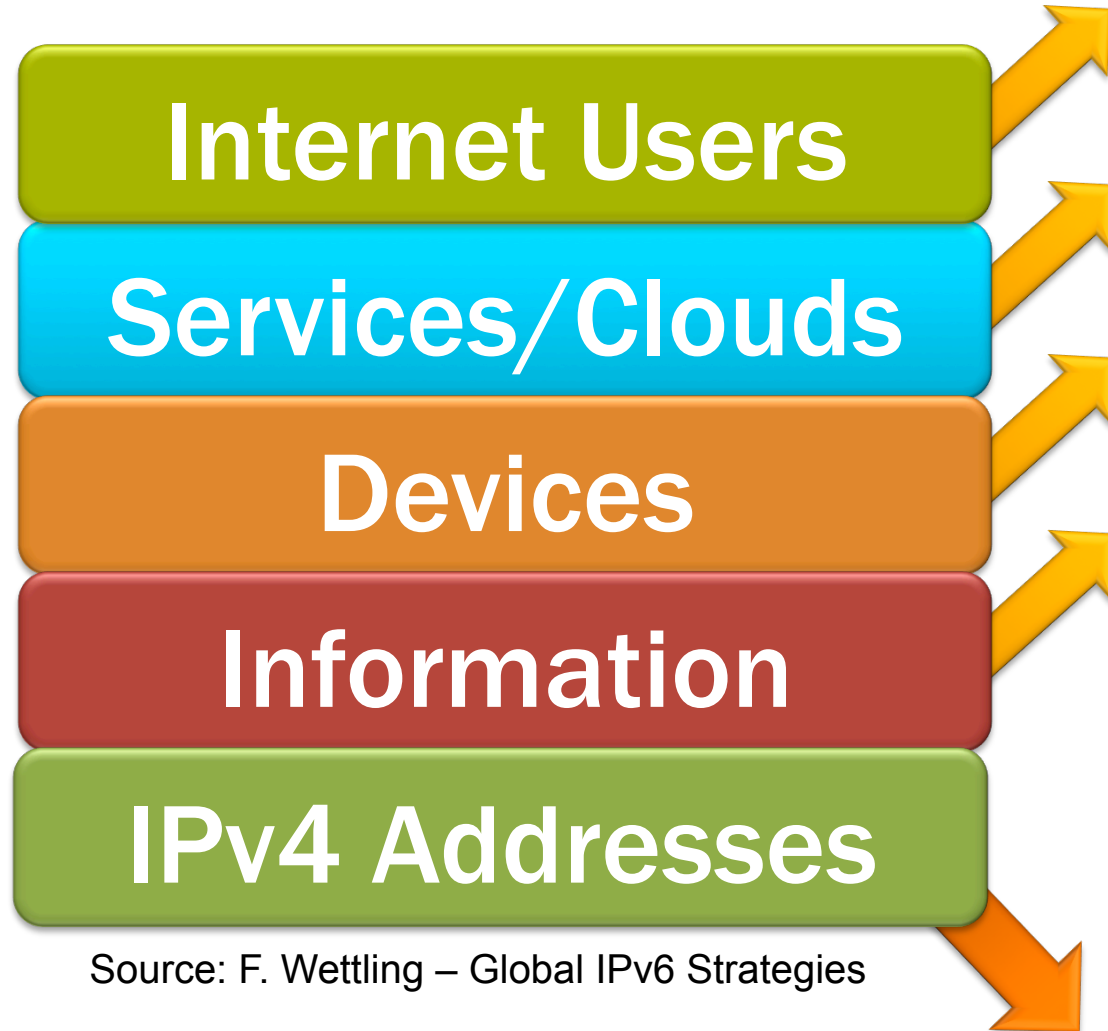 Internet Users
Services/Clouds
Devices
Information
IPv4 Addresses
Source: F. Wettling – Global IPv6 Strategies